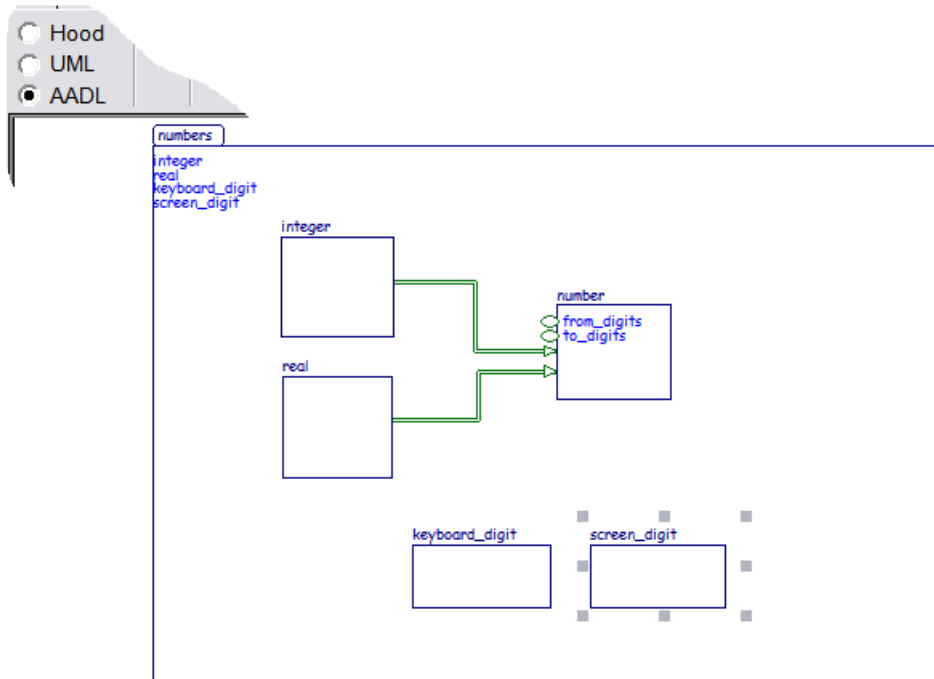 Hood
UML
AADL
numbers
integer
real
keyboard_digit
screen_digit
integer
number
from_digits
to_digits
real
keyboard_digit
screen_digit